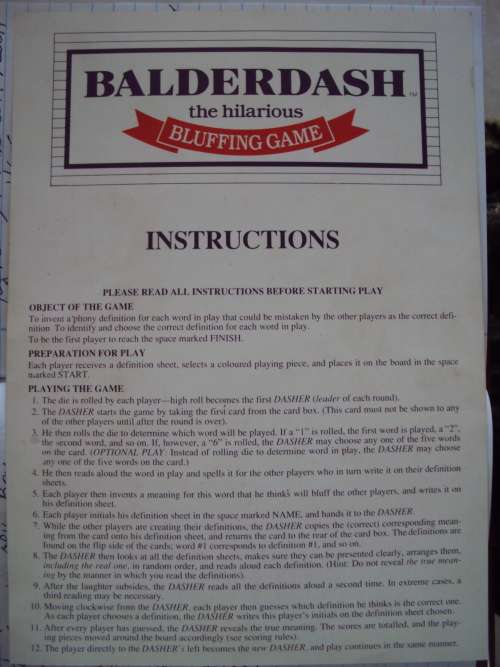 BALDERDASH™
the hilarious
BLUFFING GAME
INSTRUCTIONS
PLEASE READ ALL INSTRUCTIONS BEFORE STARTING PLAY
OBJECT OF THE GAME
To invent a phony definition for each word in play that could be mistaken by the other players as the correct defi-
nition. To identify and choose the correct definition for each word in play.
To be the first player to reach the space marked FINISH.
PREPARATION FOR PLAY
Each player receives a definition sheet, selects a coloured playing piece, and places it on the board in the space
marked START.
PLAYING THE GAME
1. The die is rolled by each player—high roll becomes the first DASHER (leader of each round).
2. The DASHER starts the game by taking the first card from the card box. (This card must not be shown to any
of the other players until after the round is over).
3. He then rolls the die to determine which word will be played. If a "1" is rolled, the first word is played, a "2",
the second word, and so on. If, however, a "6" is rolled, the DASHER may choose any one of the five words
on the card. (OPTIONAL PLAY: Instead of rolling die to determine word in play, the DASHER may choose
any one of the five words on the card.)
4. He then reads aloud the word in play and spells it for the other players who in turn write it on their definition
sheets.
5. Each player then invents a meaning for this word that he thinks will bluff the other players, and writes it on
his definition sheet.
6. Each player initials his definition sheet in the space marked NAME, and hands it to the DASHER.
7. While the other players are creating their definitions, the DASHER copies the (correct) corresponding mean-
ing from the card onto his definition sheet, and returns the card to the rear of the card box. The definitions are
found on the flip side of the cards; word #1 corresponds to definition #1, and so on.
8. The DASHER then looks at all the definition sheets, makes sure they can be presented clearly, arranges them,
including the real one, in random order, and reads aloud each definition. (Hint: Do not reveal the true mean-
ing by the manner in which you read the definitions).
9. After the laughter subsides, the DASHER reads all the definitions aloud a second time. In extreme cases, a
third reading may be necessary.
10. Moving clockwise from the DASHER, each player then guesses which definition he thinks is the correct one.
As each player chooses a definition, the DASHER writes this player's initials on the definition sheet chosen.
11. After every player has guessed, the DASHER reveals the true meaning. The scores are totalled, and the play-
ing pieces moved around the board accordingly (see scoring rules).
12. The player directly to the DASHER's left becomes the new DASHER, and play continues in the same manner.